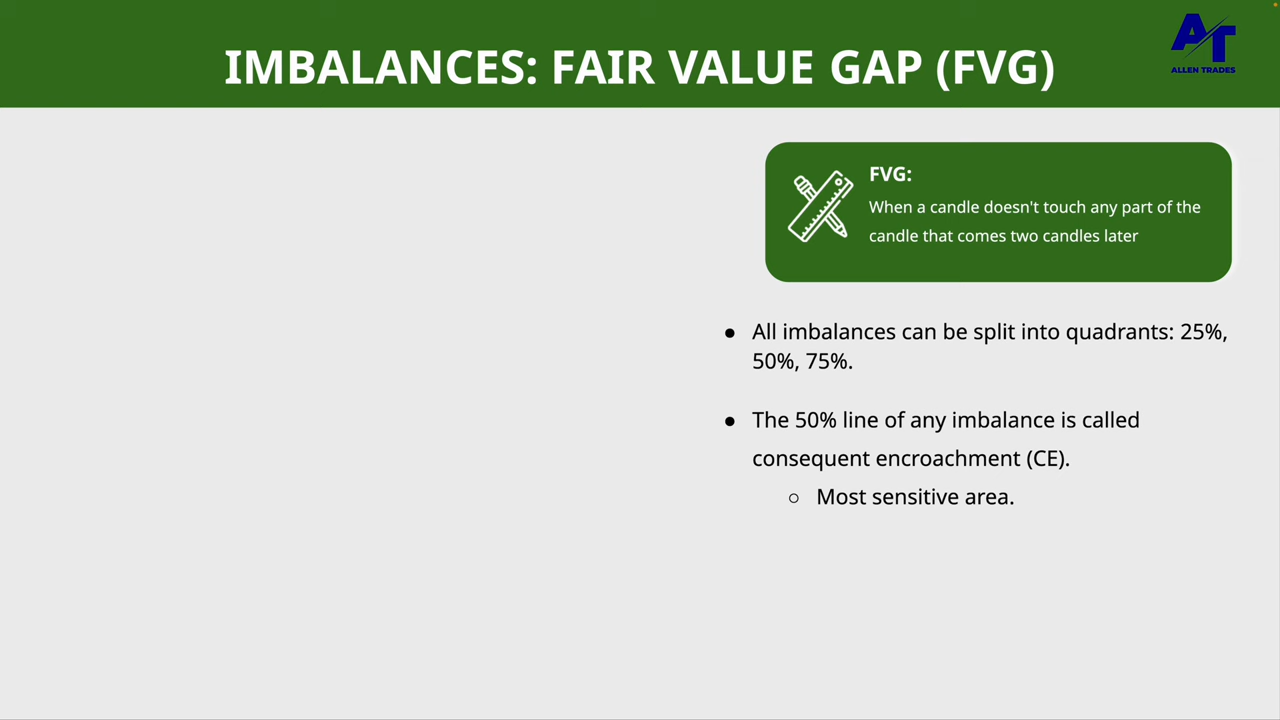 IMBALANCES: FAIR VALUE GAP (FVG)
AT
ALLEN TRADES
FVG:
When a candle doesn't touch any part of the
candle that comes two candles later
● All imbalances can be split into quadrants: 25%,
50%, 75%.
● The 50% line of any imbalance is called
consequent encroachment (CE).
○ Most sensitive area.